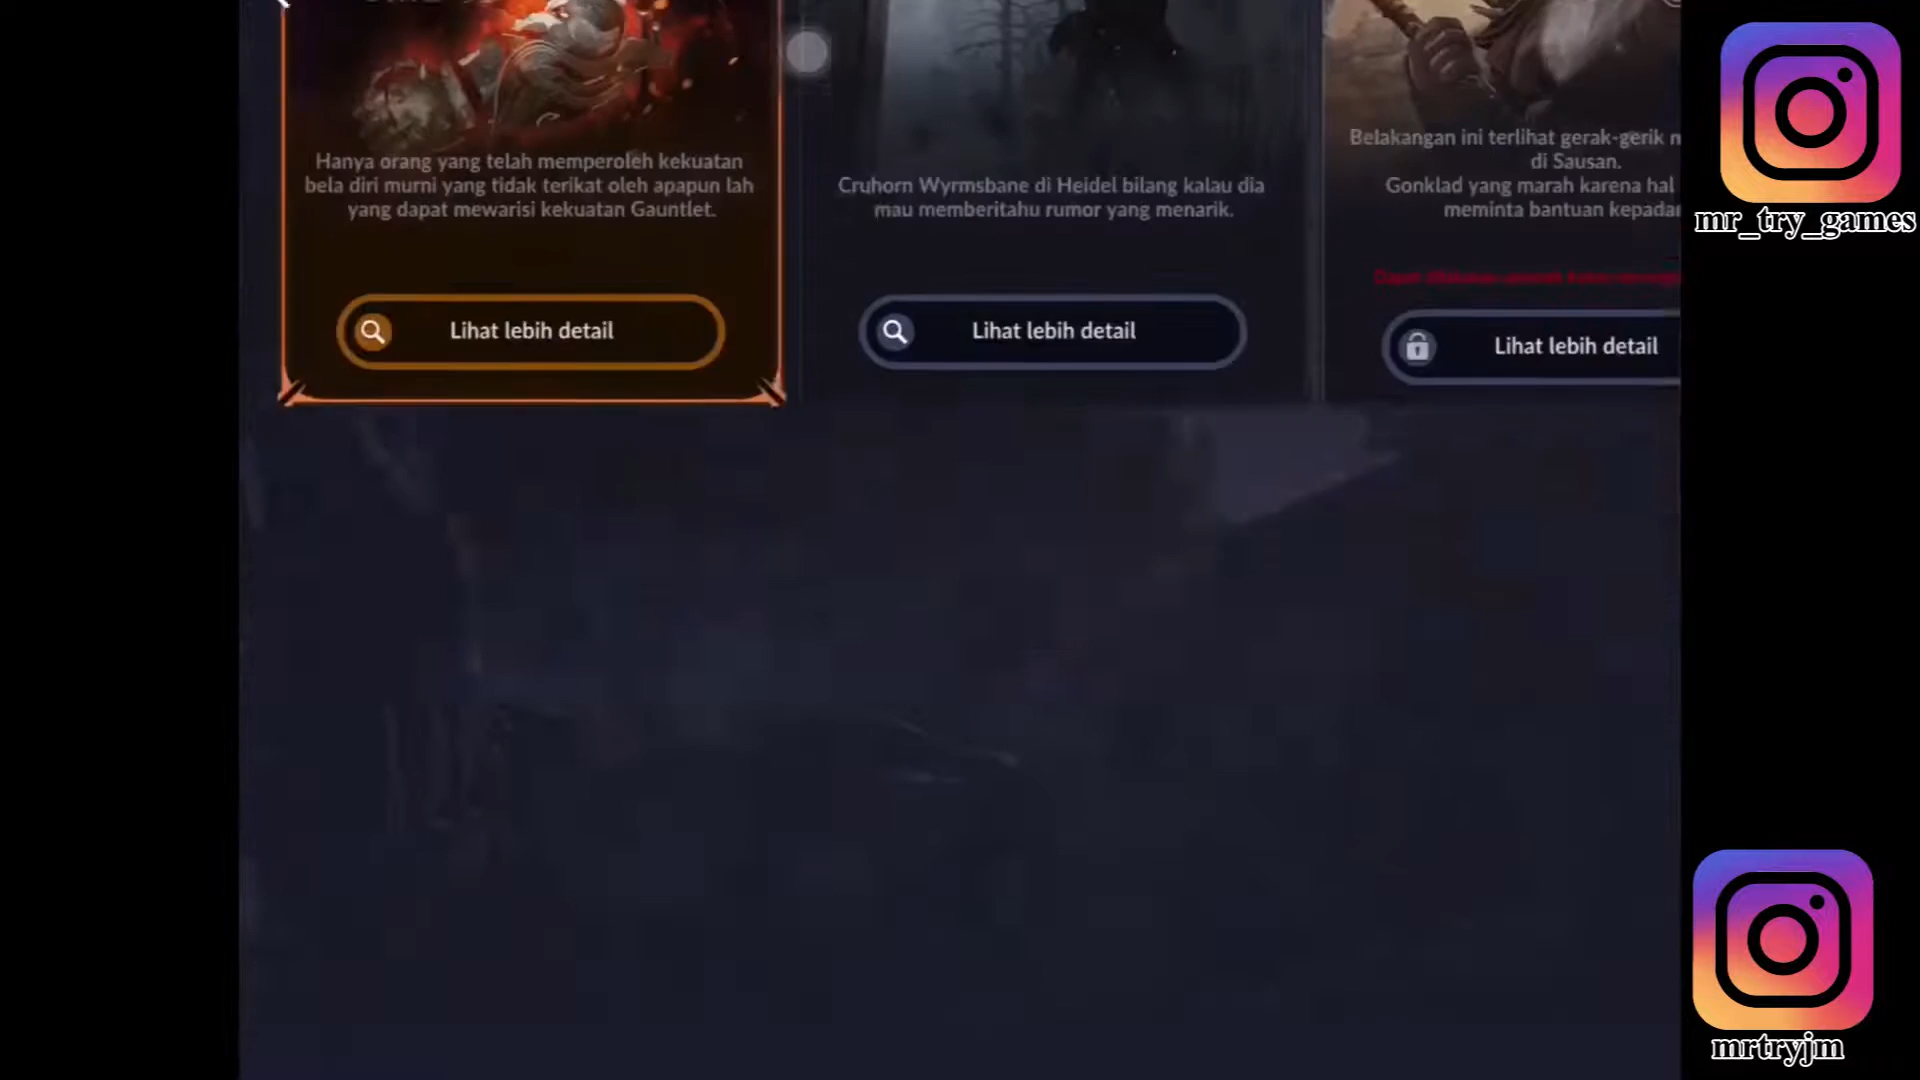 Hanya orang yang telah memperoleh kekuatan
bela diri murni yang tidak terikat oleh apapun lah
yang dapat mewarisi kekuatan Gauntlet.
Lihat lebih detail
Cruhorn Wyrmsbane di Heidel bilang kalau dia
mau memberitahu rumor yang menarik.
Lihat lebih detail
Belakangan ini terlihat gerak-gerik
di Sausan.
Gonklad yang marah karena hal
meminta bantuan
Lihat lebih detail
mr_try_games
mrtryjm